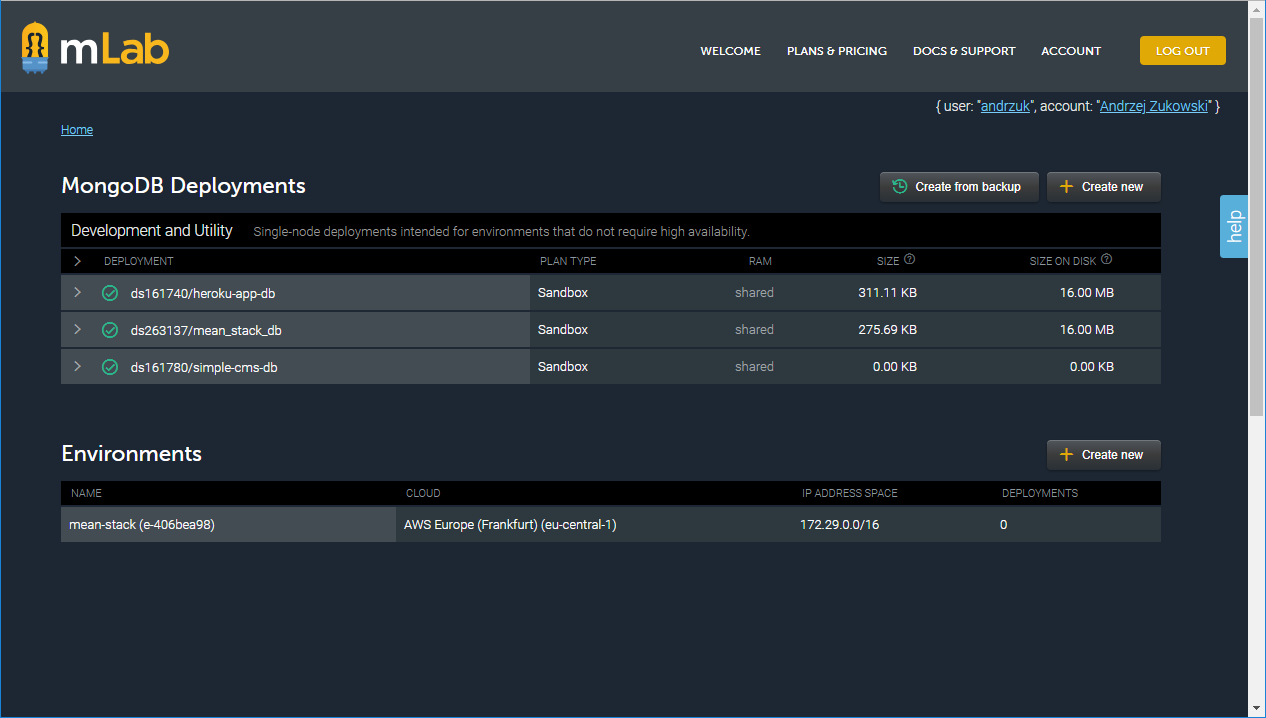 mLab
WELCOME PLANS & PRICING DOCS & SUPPORT ACCOUNT LOG OUT
{ user: "andrzuk", account: "Andrzej Zukowski" }
Home
MongoDB Deployments Create from backup Create new
help
Development and Utility Single-node deployments intended for environments that do not require high availability.
DEPLOYMENT PLAN TYPE RAM SIZE ? SIZE ON DISK ?
ds161740/heroku-app-db Sandbox shared 311.11 KB 16.00 MB
ds263137/mean_stack_db Sandbox shared 275.69 KB 16.00 MB
ds161780/simple-cms-db Sandbox shared 0.00 KB 0.00 KB
Environments Create new
NAME CLOUD IP ADDRESS SPACE DEPLOYMENTS
mean-stack (e-406bea98) AWS Europe (Frankfurt) (eu-central-1) 172.29.0.0/16 0